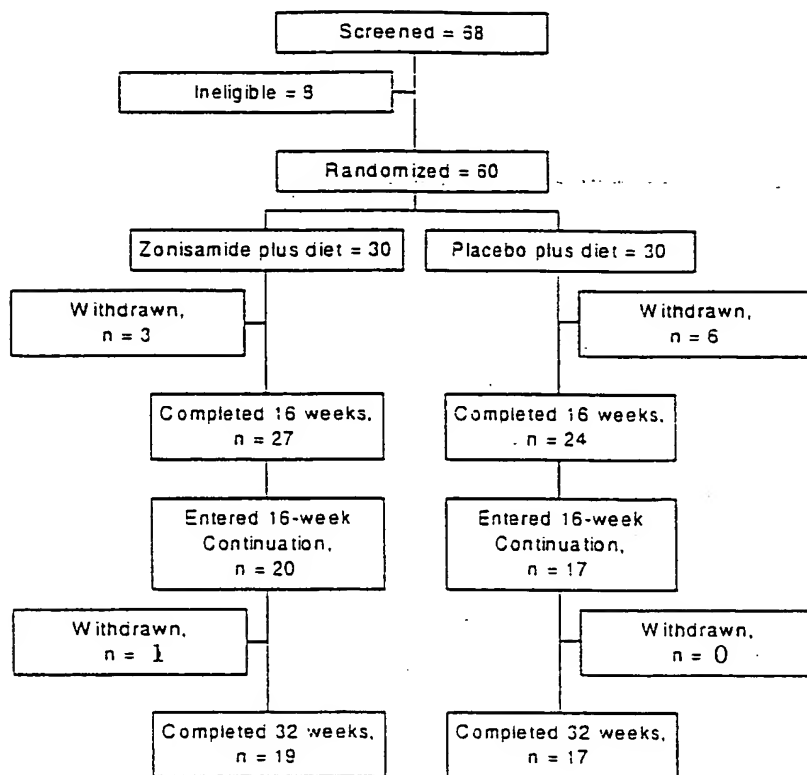 Screened = 68
Ineligible = 8
Randomized = 60
Zonisamide plus diet = 30
Placebo plus diet = 30
Withdrawn,
n = 3
Withdrawn,
n = 6
Completed 16 weeks,
n = 27
Completed 16 weeks,
n = 24
Entered 16-week
Continuation,
n = 20
Entered 16-week
Continuation,
n = 17
Withdrawn,
n = 1
Withdrawn,
n = 0
Completed 32 weeks,
n = 19
Completed 32 weeks,
n = 17